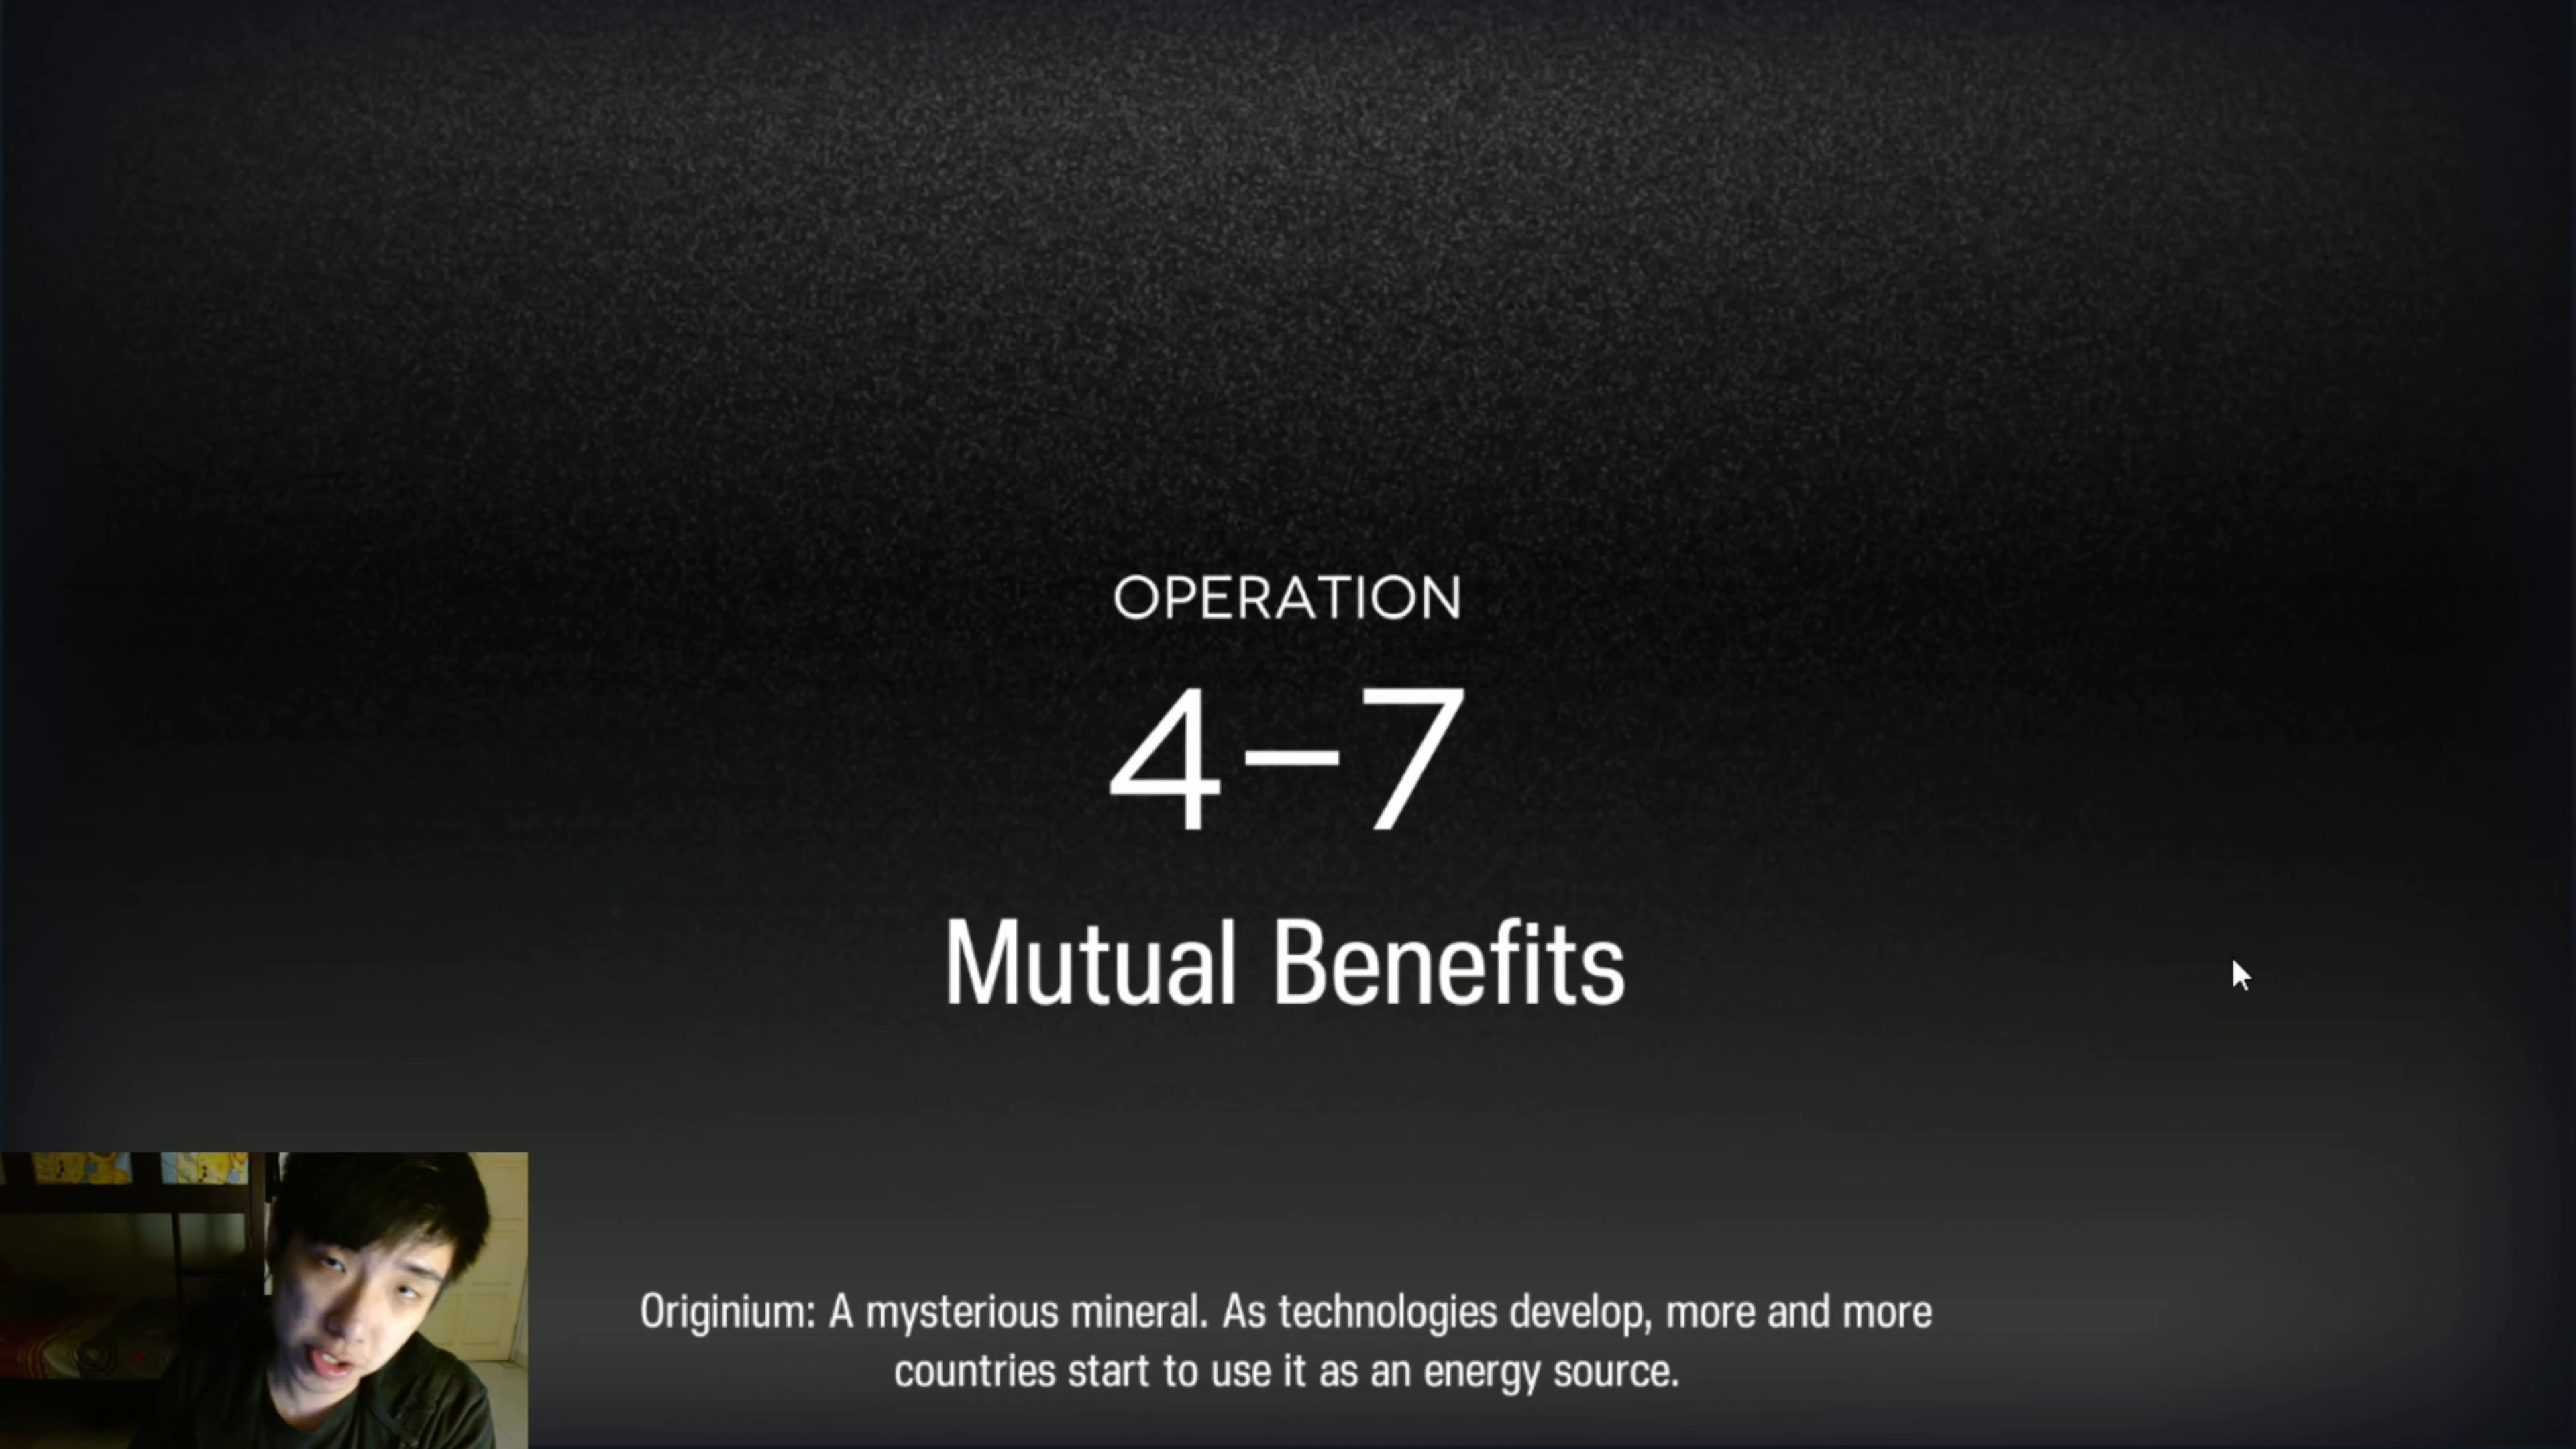 OPERATION
4–7
Mutual Benefits
Originium: A mysterious mineral. As technologies develop, more and more
countries start to use it as an energy source.